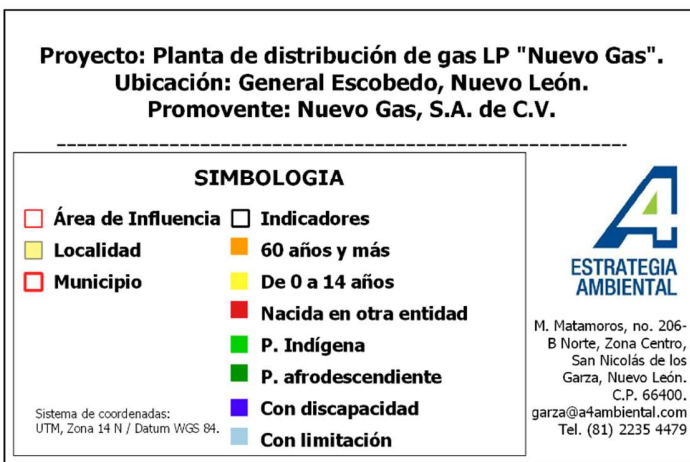 Proyecto: Planta de distribución de gas LP "Nuevo Gas".
Ubicación: General Escobedo, Nuevo León.
Promovente: Nuevo Gas, S.A. de C.V.
SIMBOLOGIA
Área de Influencia
Localidad
Municipio
Indicadores
60 años y más
De 0 a 14 años
Nacida en otra entidad
P. Indígena
P. afrodescendiente
Con discapacidad
Con limitación
Sistema de coordenadas:
UTM, Zona 14 N / Datum WGS 84.
A4
ESTRATEGIA
AMBIENTAL
M. Matamoros, no. 206-
B Norte, Zona Centro,
San Nicolás de los
Garza, Nuevo León.
C.P. 66400.
garza@a4ambiental.com
Tel. (81) 2235 4479